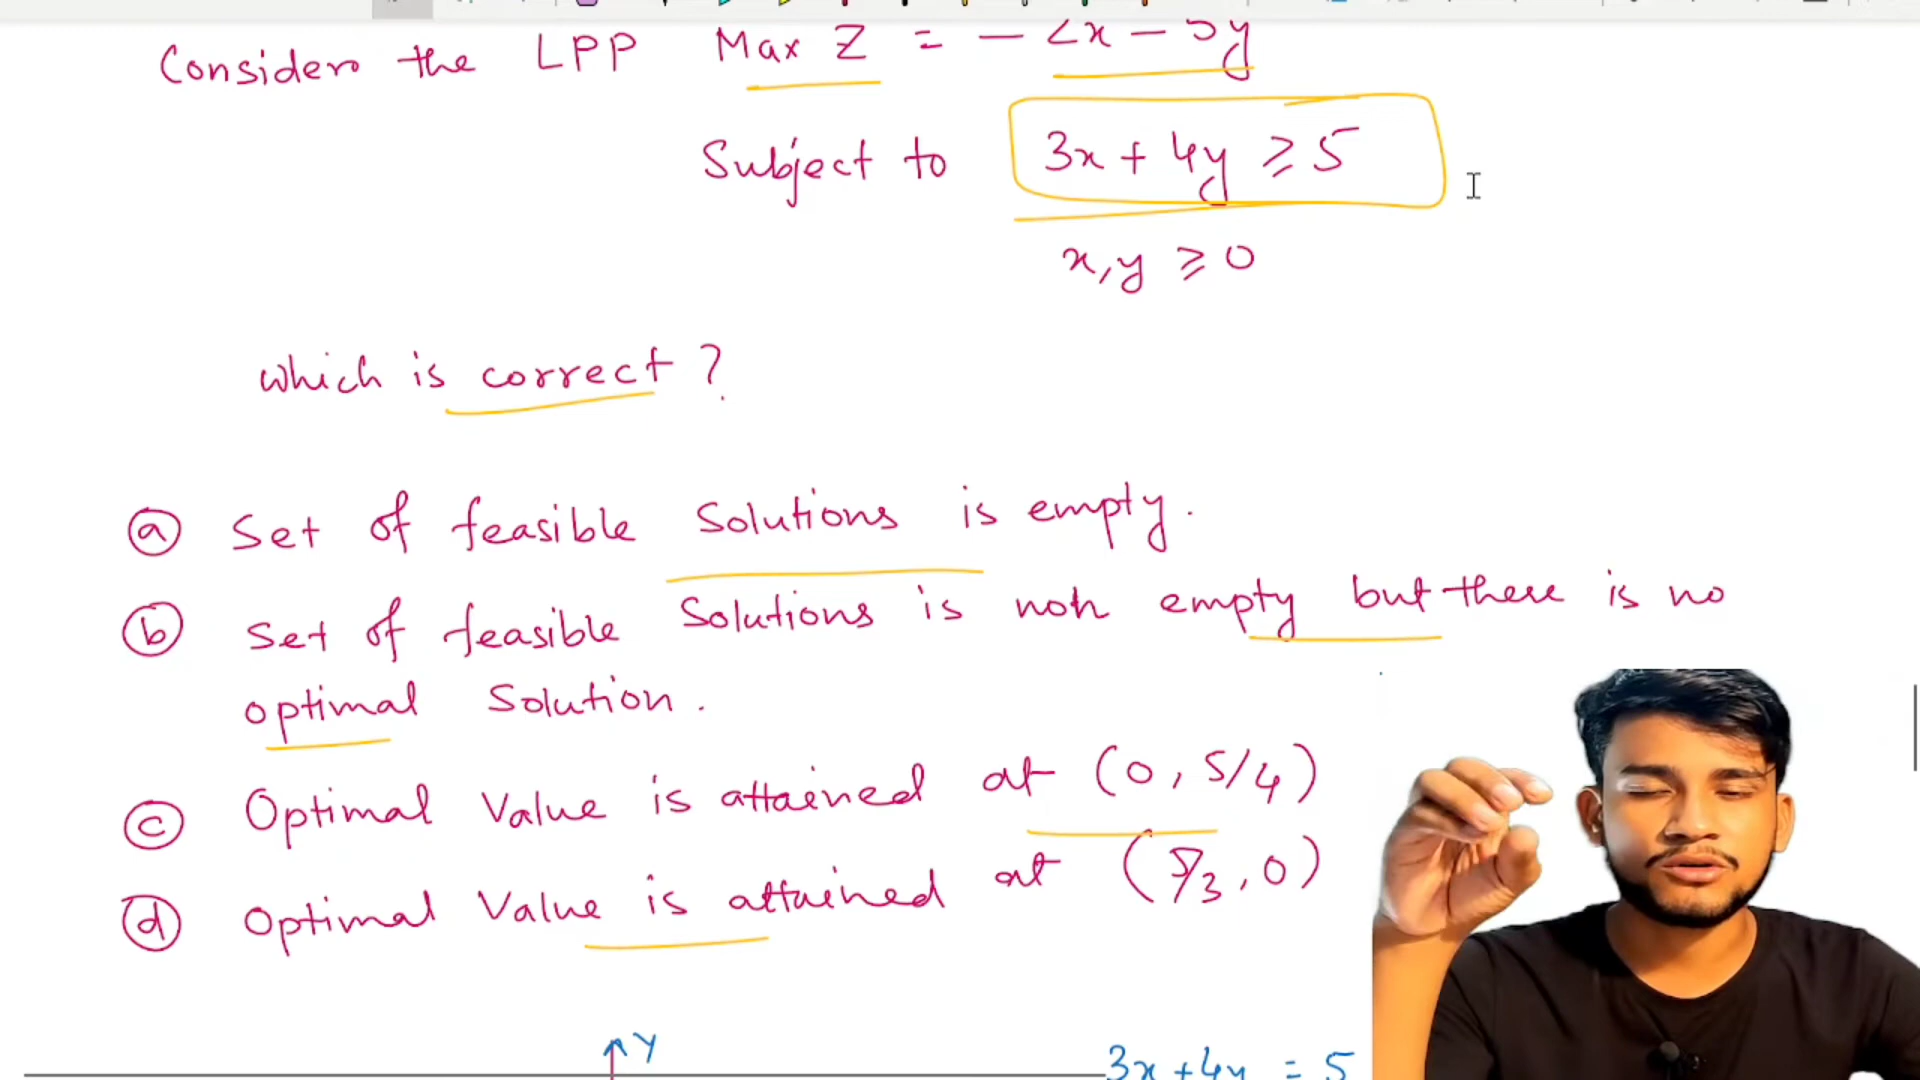 Consider the LPP Max Z = - 2x - 5y
Subject to 3x + 4y ⩾ 5
x, y ⩾ 0
which is correct ?
ⓐ Set of feasible Solutions is empty.
ⓑ Set of feasible Solutions is not empty but there is no
optimal Solution.
ⓒ Optimal Value is attained at (0, 5/4)
ⓓ Optimal Value is attained at (5/3, 0)
Y
3x + 4y = 5